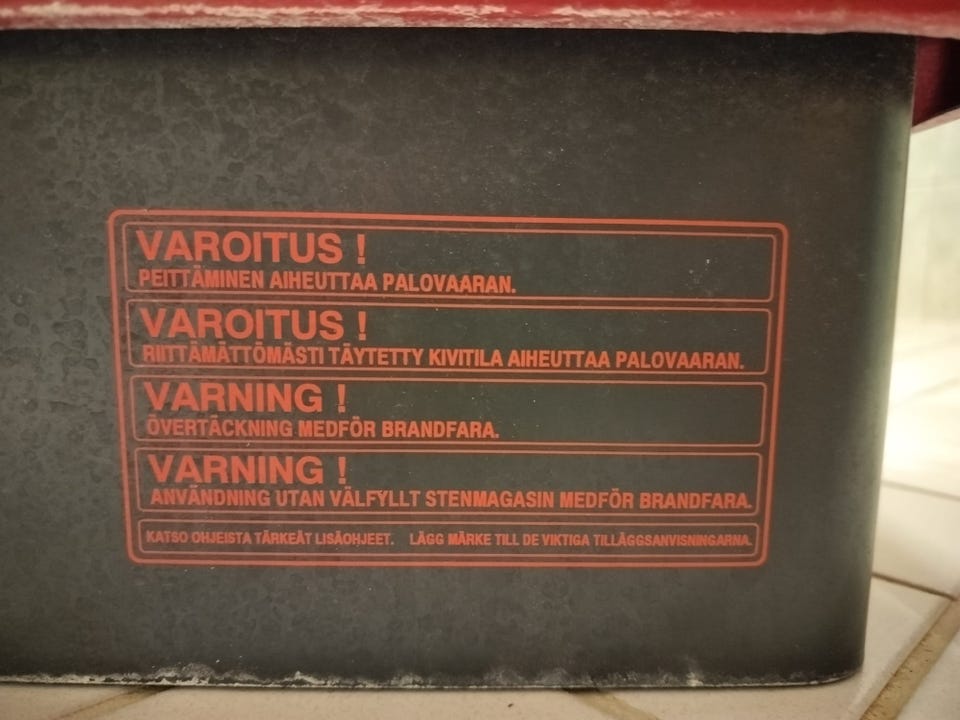 VAROITUS !
PEITTÄMINEN AIHEUTTAA PALOVAARAN.
VAROITUS !
RIITTÄMÄTTÖMÄSTI TÄYTETTY KIVITILA AIHEUTTAA PALOVAARAN.
VARNING !
ÖVERTÄCKNING MEDFÖR BRANDFARA.
VARNING !
ANVÄNDNING UTAN VÄLFYLLT STENMAGASIN MEDFÖR BRANDFARA.
KATSO OHJEISTA TÄRKEÄT LISÄOHJEET. LÄGG MÄRKE TILL DE VIKTIGA TILLÄGGSANVISNINGARNA.